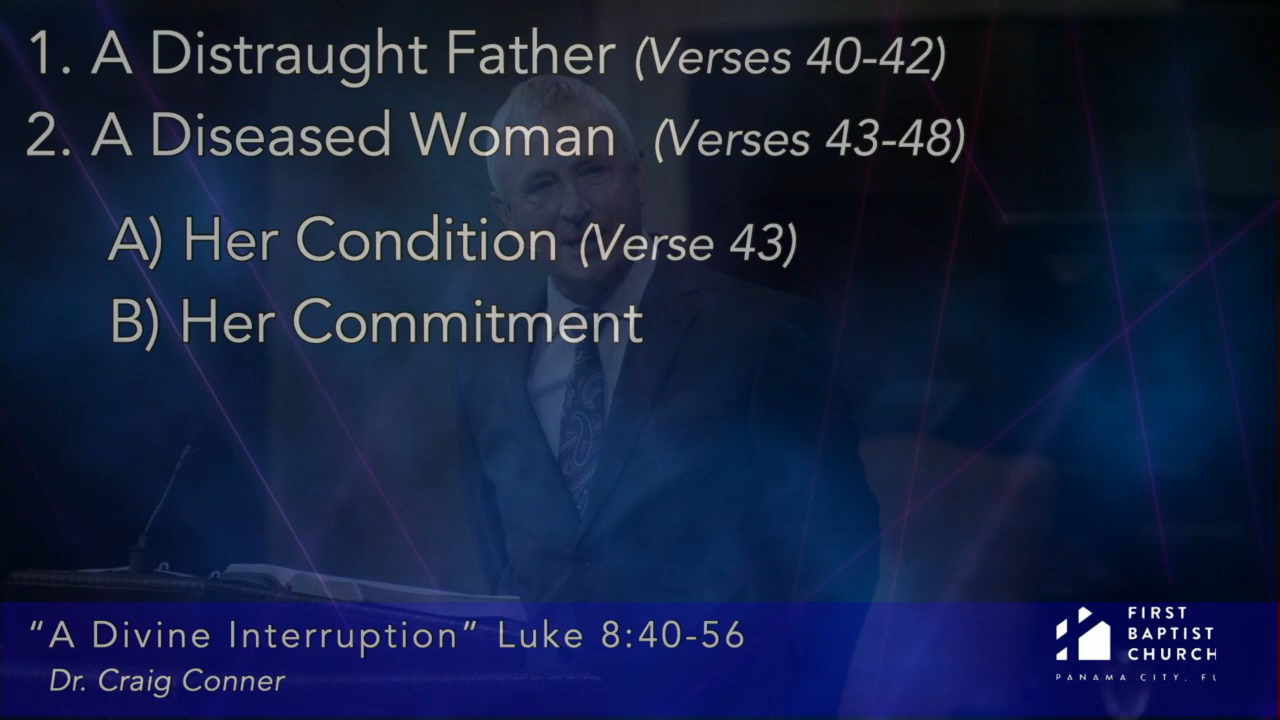 1. A Distraught Father (Verses 40-42)
2. A Diseased Woman (Verses 43-48)
A) Her Condition (Verse 43)
B) Her Commitment
“A Divine Interruption” Luke 8:40-56
Dr. Craig Conner
FIRST
BAPTIST
CHURCH
PANAMA CITY, FL